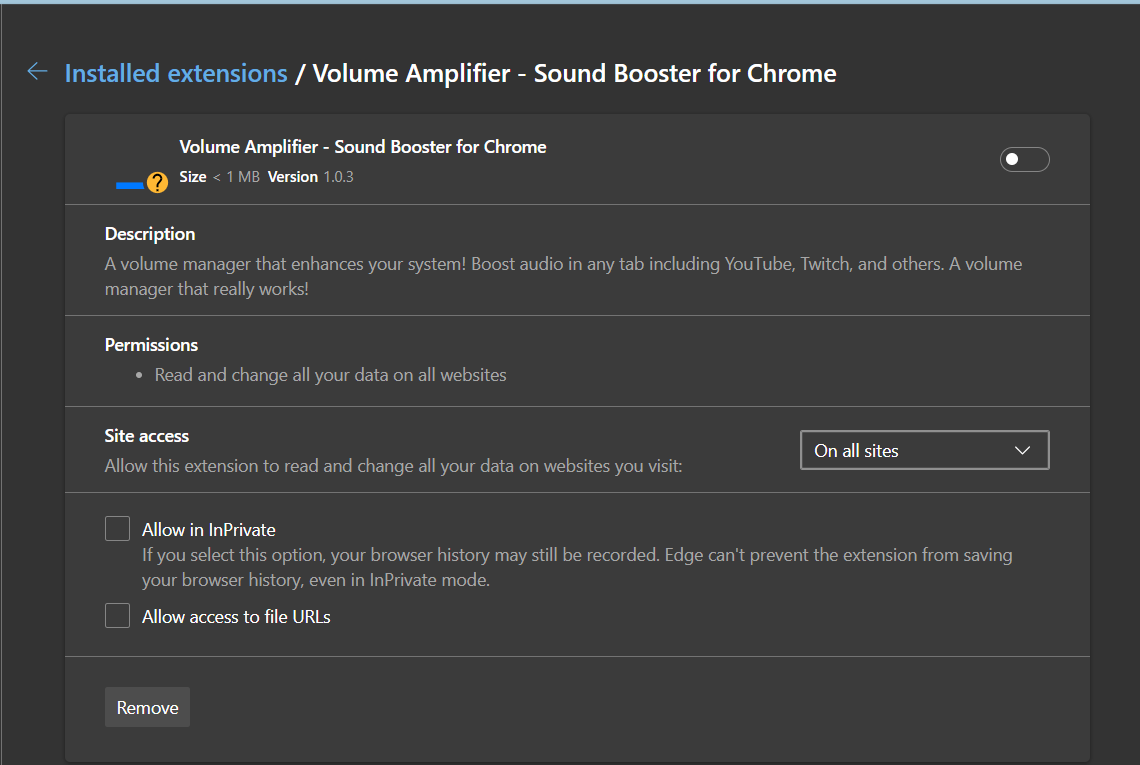 Installed extensions / Volume Amplifier - Sound Booster for Chrome
Volume Amplifier - Sound Booster for Chrome
?
Size < 1 MB Version 1.0.3
Description
A volume manager that enhances your system! Boost audio in any tab including YouTube, Twitch, and others. A volume
manager that really works!
Permissions
• Read and change all your data on all websites
Site access
Allow this extension to read and change all your data on websites you visit:
On all sites
Allow in InPrivate
If you select this option, your browser history may still be recorded. Edge can't prevent the extension from saving
your browser history, even in InPrivate mode.
Allow access to file URLs
Remove